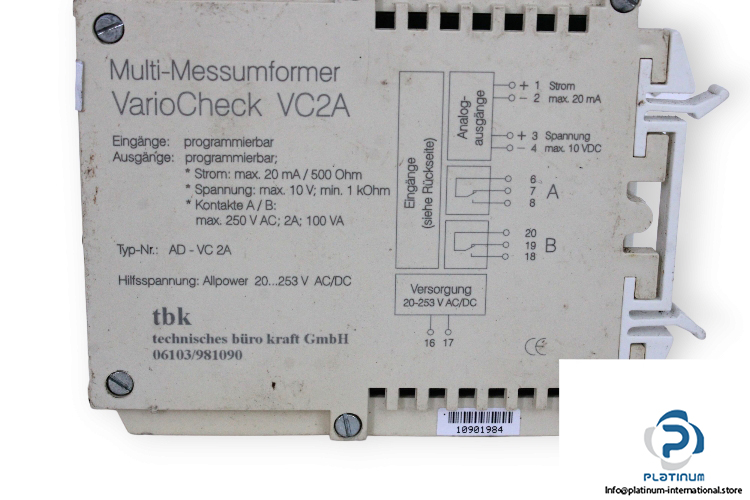 Multi-Messumformer
VarioCheck VC2A
Eingänge: programmierbar
Ausgänge: programmierbar;
* Strom: max. 20 mA / 500 Ohm
* Spannung: max. 10 V; min. 1 kOhm
* Kontakte A / B:
max. 250 V AC; 2A; 100 VA
Typ-Nr.: AD - VC 2A
Hilfsspannung: Allpower 20...253 V AC/DC
tbk
technisches büro kraft GmbH
06103/981090
Eingänge
(siehe Rückseite)
Analog-
ausgänge
+ 1 Strom
- 2 max. 20 mA
+ 3 Spannung
- 4 max. 10 VDC
6
7 A
8
20
19 B
18
Versorgung
20-253 V AC/DC
16 17
CE
10901984
PLATINUM
Info@platinum-international.store